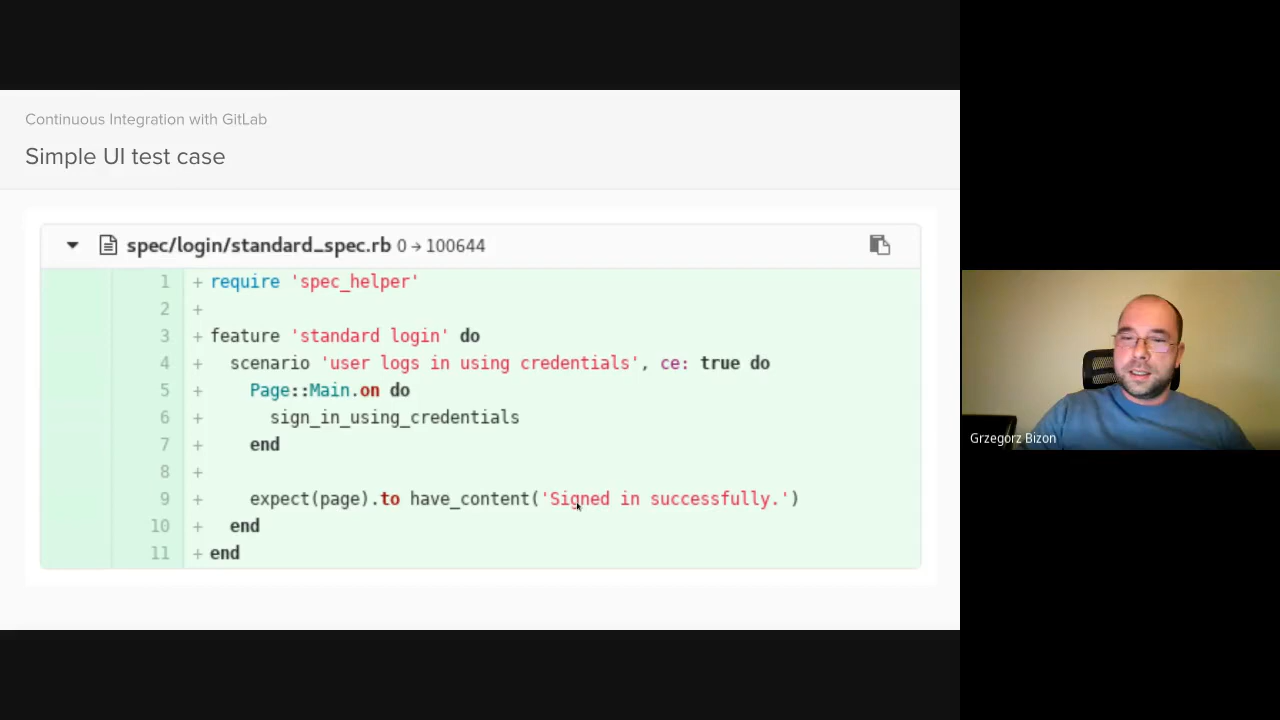 Continuous Integration with GitLab
Simple UI test case
spec/login/standard_spec.rb 0 → 100644
1 + require 'spec_helper'
2 +
3 + feature 'standard login' do
4 +   scenario 'user logs in using credentials', ce: true do
5 +     Page::Main.on do
6 +       sign_in_using_credentials
7 +     end
8 +
9 +     expect(page).to have_content('Signed in successfully.')
10 +   end
11 + end
Grzegorz Bizon